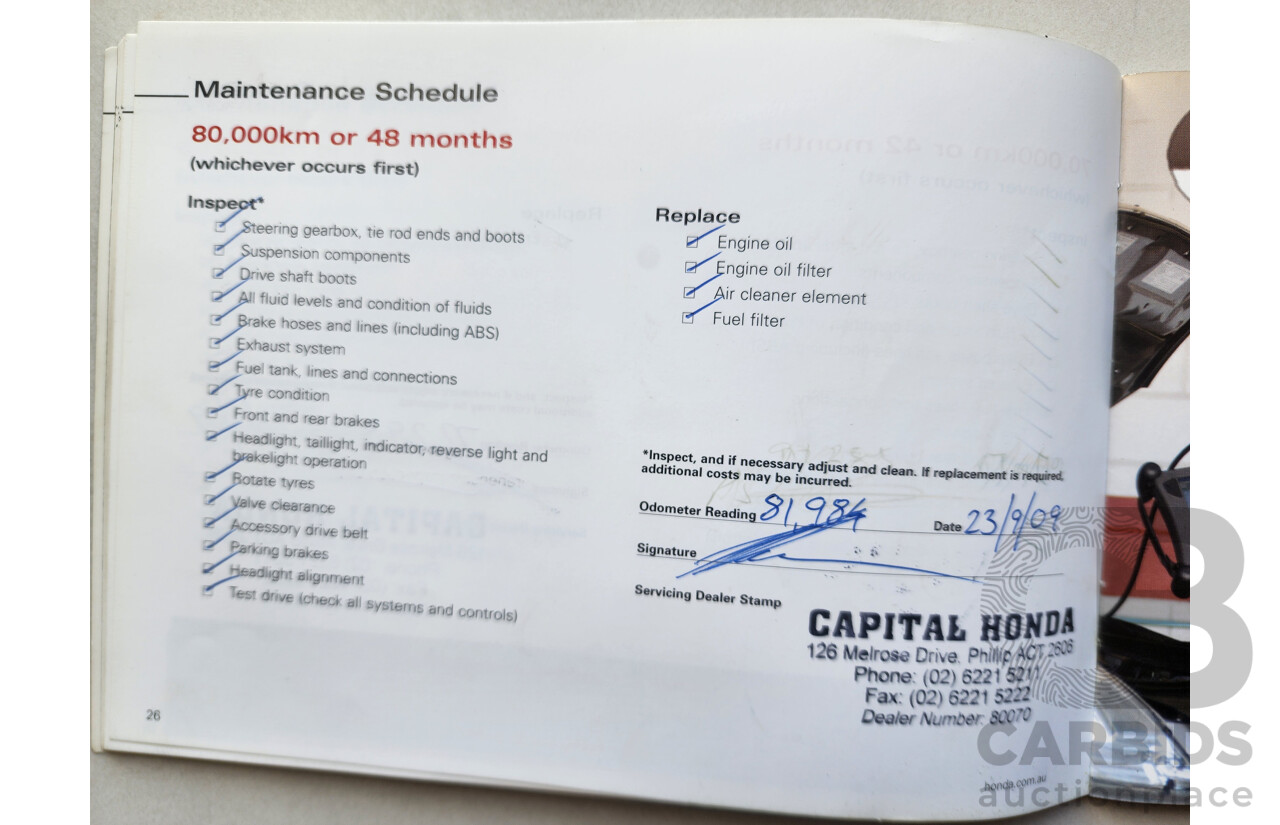 Maintenance Schedule
80,000km or 48 months
(whichever occurs first)
Inspect*
Steering gearbox, tie rod ends and boots
Suspension components
Drive shaft boots
All fluid levels and condition of fluids
Brake hoses and lines (including ABS)
Exhaust system
Fuel tank, lines and connections
Tyre condition
Front and rear brakes
Headlight, taillight, indicator, reverse light and
brakelight operation
Rotate tyres
Valve clearance
Accessory drive belt
Parking brakes
Headlight alignment
Test drive (check all systems and controls)
26
Replace
Engine oil
Engine oil filter
Air cleaner element
Fuel filter
*Inspect, and if necessary adjust and clean. If replacement is required,
additional costs may be incurred.
Odometer Reading 81,984 Date 23/9/09
Signature
Servicing Dealer Stamp
CAPITAL HONDA
126 Melrose Drive, Phillip ACT 2606
Phone: (02) 6221 5211
Fax: (02) 6221 5222
Dealer Number: 80070
honda.com.au
B
CARBIDS
auctionplace